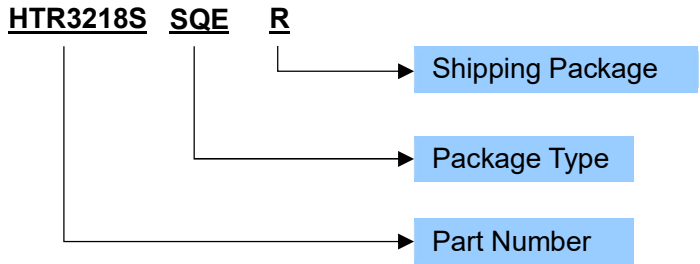 HTR3218S SQE R
Shipping Package
Package Type
Part Number